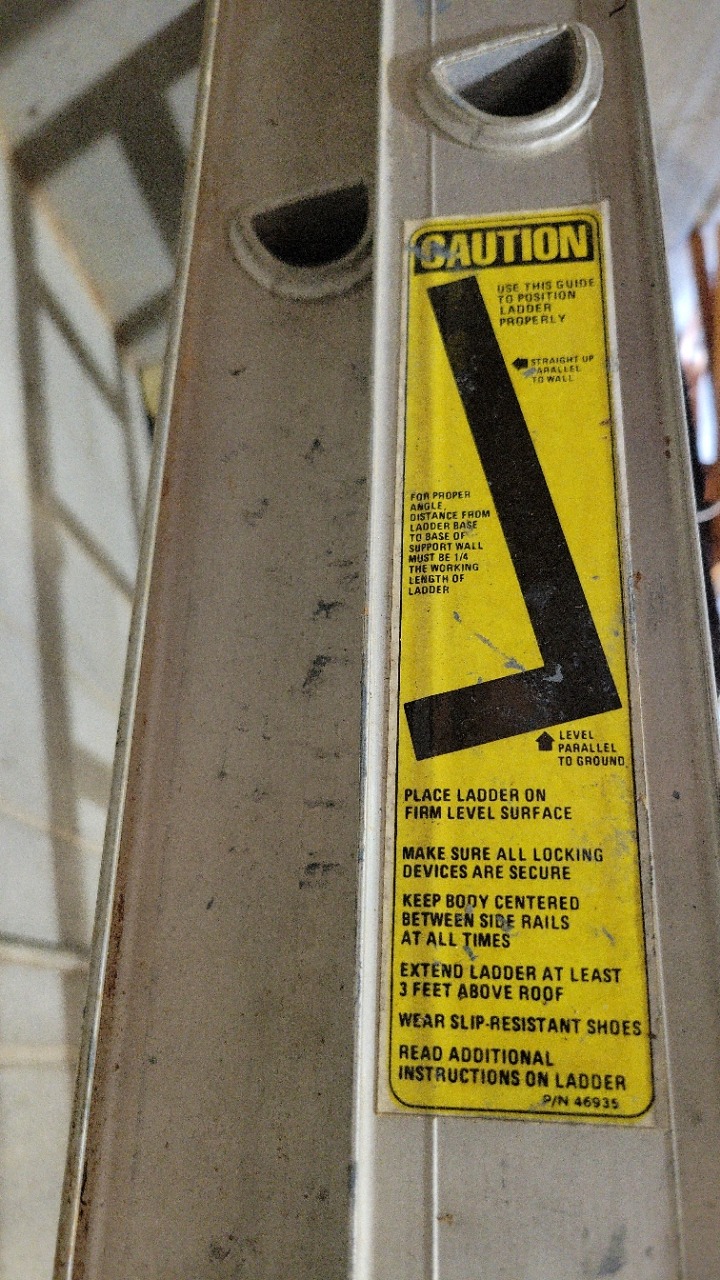 CAUTION
USE THIS GUIDE
TO POSITION
LADDER
PROPERLY
STRAIGHT UP
PARALLEL
TO WALL
FOR PROPER
ANGLE,
DISTANCE FROM
LADDER BASE
TO BASE OF
SUPPORT WALL
MUST BE 1/4
THE WORKING
LENGTH OF
LADDER
LEVEL
PARALLEL
TO GROUND
PLACE LADDER ON
FIRM LEVEL SURFACE
MAKE SURE ALL LOCKING
DEVICES ARE SECURE
KEEP BODY CENTERED
BETWEEN SIDE RAILS
AT ALL TIMES
EXTEND LADDER AT LEAST
3 FEET ABOVE ROOF
WEAR SLIP-RESISTANT SHOES
READ ADDITIONAL
INSTRUCTIONS ON LADDER
P/N 46935